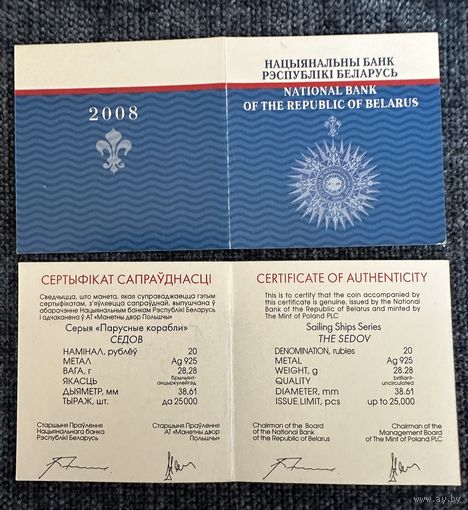 2008
НАЦЫЯНАЛЬНЫ БАНК
РЭСПУБЛІКІ БЕЛАРУСЬ
NATIONAL BANK
OF THE REPUBLIC OF BELARUS
СЕРТЫФІКАТ САПРАЎДНАСЦІ
Сведчыцца, што манета, якая суправаджаецца гэтым
сертыфікатам, з'яўляецца сапраўднай, выпушчана ў
абарачэнне Нацыянальным банкам Рэспублікі Беларусь
і адчаканена ў АТ «Манетны двор Польшчы»
Серыя «Парусные корабли»
СЕДОВ
НАМІНАЛ, рублёў 20
МЕТАЛ Ag 925
ВАГА, г 28,28
ЯКАСЦЬ брыльянт-анцыркулейтэд
ДЫЯМЕТР, мм 38.61
ТЫРАЖ, шт. да 25000
Старшыня Праўлення
Нацыянальнага банка
Рэспублікі Беларусь
Старшыня Праўлення
АТ «Манетны двор
Польшчы»
CERTIFICATE OF AUTHENTICITY
This is to certify that the coin accompanied by this
certificate is genuine, issued by the National
Bank of the Republic of Belarus and minted by
The Mint of Poland PLC
Sailing Ships Series
THE SEDOV
DENOMINATION, rubles 20
METAL Ag 925
WEIGHT, g 28,28
QUALITY brilliant uncirculated
DIAMETER, mm 38.61
ISSUE LIMIT, pcs up to 25,000
Chairman of the Board
of the National Bank
of the Republic of Belarus
Chairman of the
Management Board
of The Mint of Poland PLC
ay.by